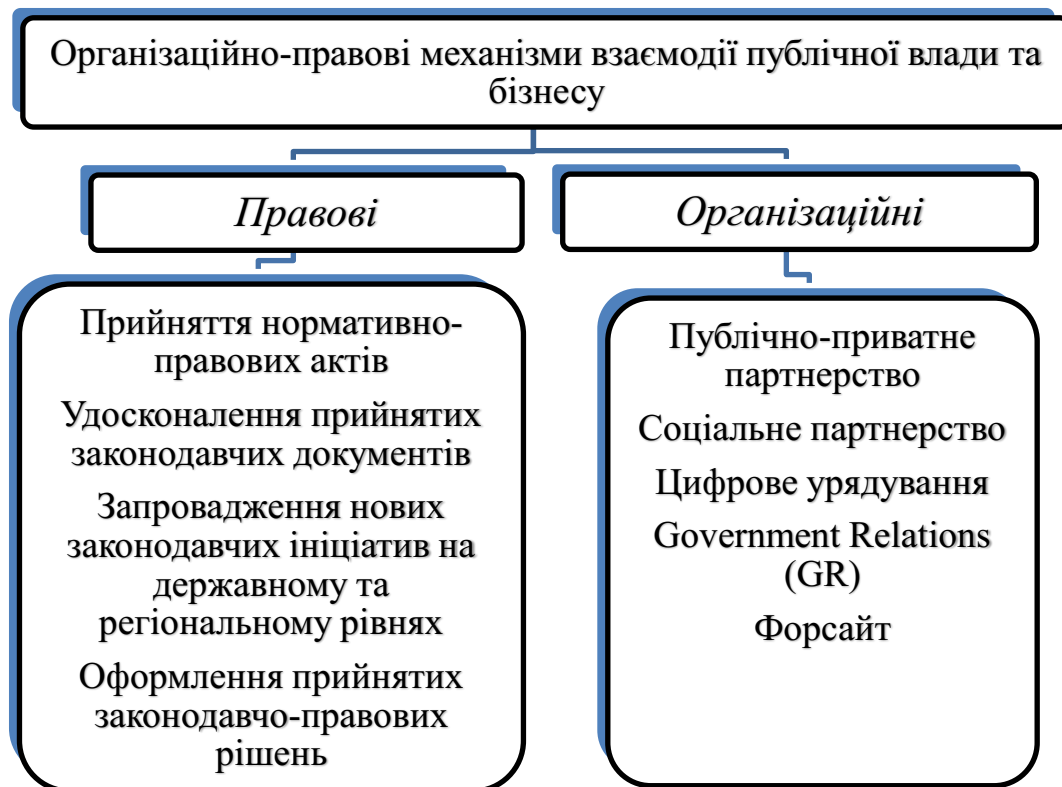 Організаційно-правові механізми взаємодії публічної влади та
бізнесу
Правові
Організаційні
Прийняття нормативно-
правових актів
Удосконалення прийнятих
законодавчих документів
Запровадження нових
законодавчих ініціатив на
державному та
регіональному рівнях
Оформлення прийнятих
законодавчо-правових
рішень
Публічно-приватне
партнерство
Соціальне партнерство
Цифрове урядування
Government Relations
(GR)
Форсайт